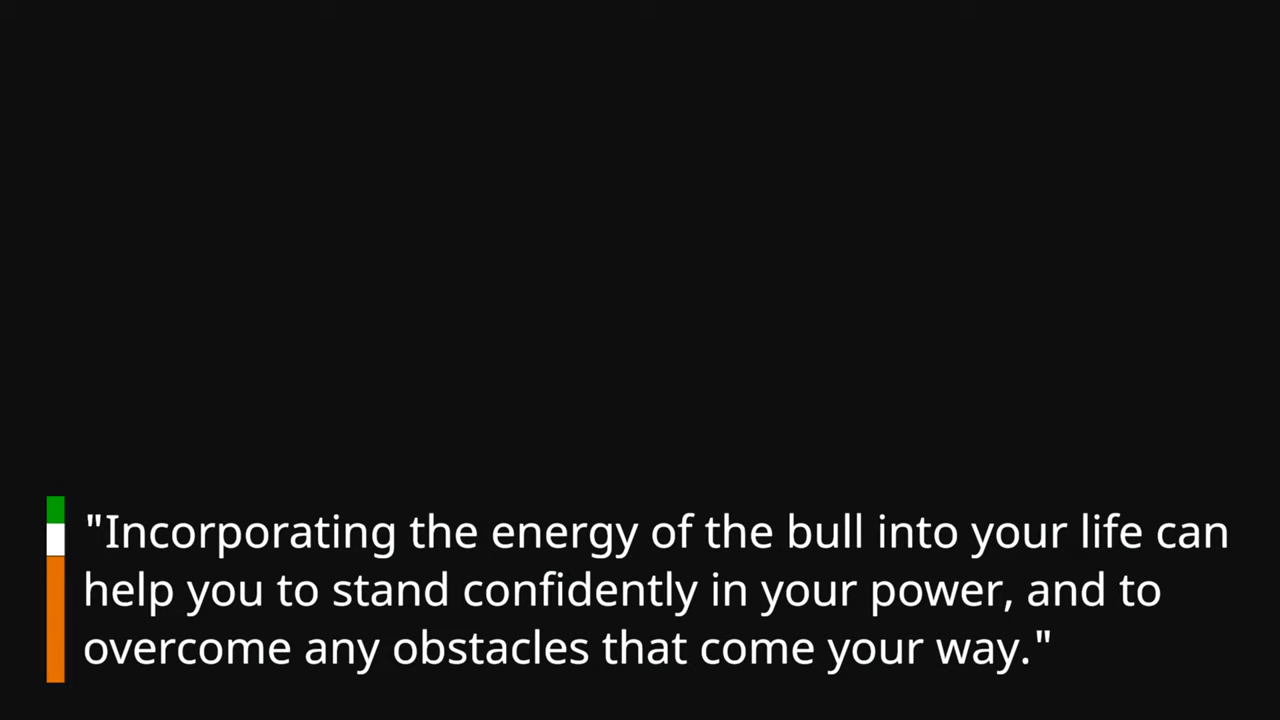 "Incorporating the energy of the bull into your life can
help you to stand confidently in your power, and to
overcome any obstacles that come your way."